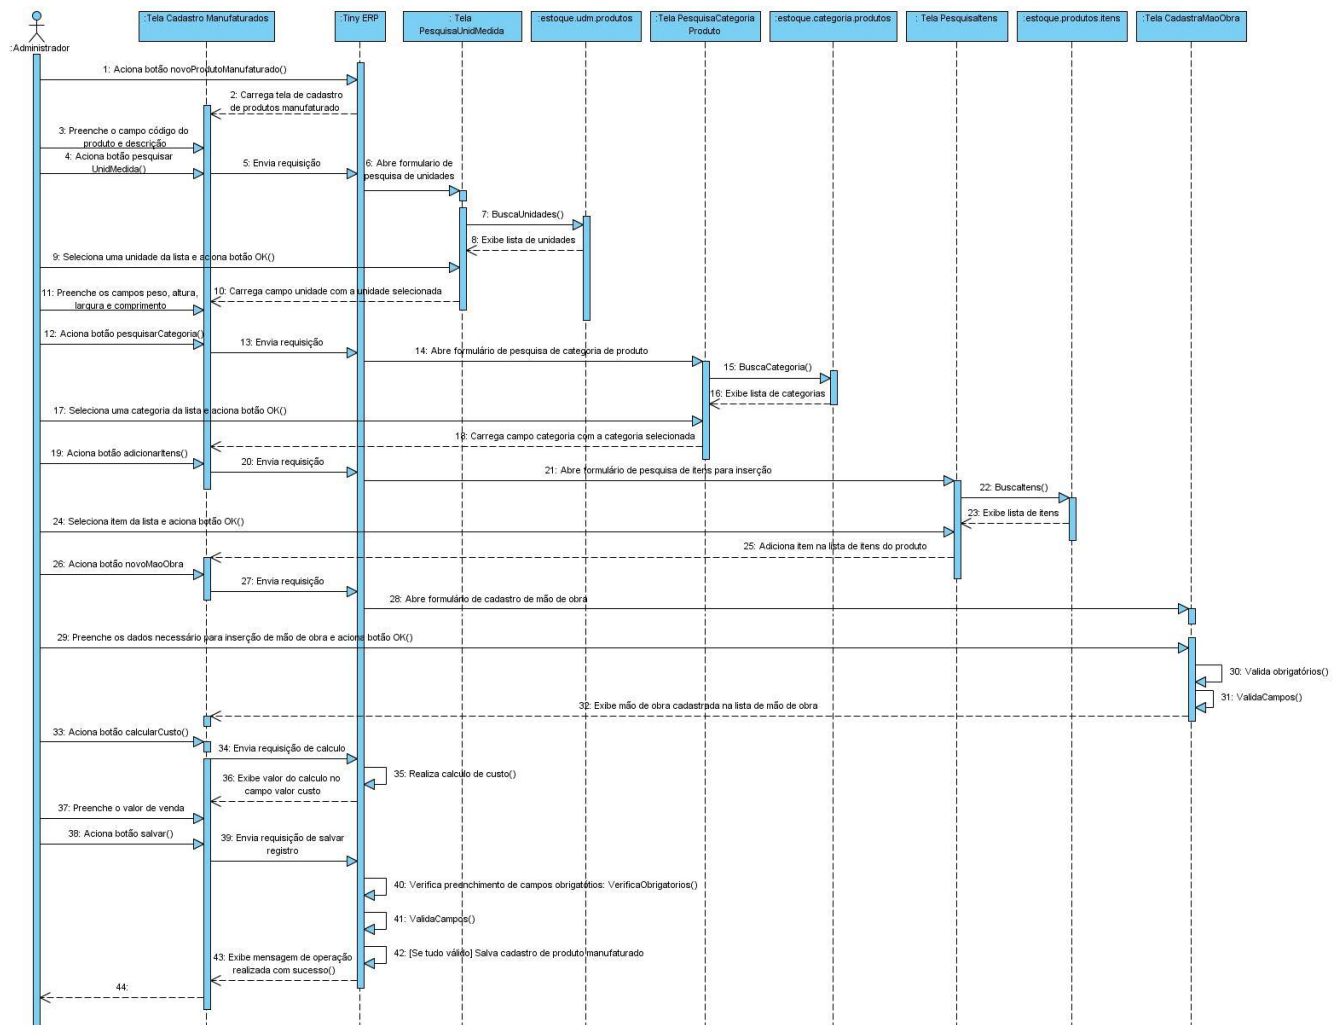 :Administrador
:Tela Cadastro Manufaturados
:Tiny ERP
: Tela
PesquisaUnidMedida
:estoque.udm.produtos
:Tela PesquisaCategoria
Produto
:estoque.categoria.produtos
: Tela PesquisaItens
:estoque.produtos.itens
:Tela CadastraMaoObra
1: Aciona botão novoProdutoManufaturado()
2: Carrega tela de cadastro
de produtos manufaturado
3: Preenche o campo código do
produto e descrição
4: Aciona botão pesquisar
UnidMedida()
5: Envia requisição
6: Abre formulario de
pesquisa de unidades
7: BuscaUnidades()
8: Exibe lista de unidades
9: Seleciona uma unidade da lista e aciona botão OK()
10: Carrega campo unidade com a unidade selecionada
11: Preenche os campos peso, altura,
largura e comprimento
12: Aciona botão pesquisarCategoria()
13: Envia requisição
14: Abre formulário de pesquisa de categoria de produto
15: BuscaCategoria()
16: Exibe lista de categorias
17: Seleciona uma categoria da lista e aciona botão OK()
18: Carrega campo categoria com a categoria selecionada
19: Aciona botão adicionarItens()
20: Envia requisição
21: Abre formulário de pesquisa de itens para inserção
22: BuscaItens()
23: Exibe lista de itens
24: Seleciona item da lista e aciona botão OK()
25: Adiciona item na lista de itens do produto
26: Aciona botão novoMaoObra
27: Envia requisição
28: Abre formulário de cadastro de mão de obra
29: Preenche os dados necessário para inserção de mão de obra e aciona botão OK()
30: Valida obrigatórios()
31: ValidaCampos()
32: Exibe mão de obra cadastrada na lista de mão de obra
33: Aciona botão calcularCusto()
34: Envia requisição de calculo
35: Realiza calculo de custo()
36: Exibe valor do calculo no
campo valor custo
37: Preenche o valor de venda
38: Aciona botão salvar()
39: Envia requisição de salvar
registro
40: Verifica preenchimento de campos obrigatótios: VerificaObrigatorios()
41: ValidaCampos()
42: [Se tudo válido] Salva cadastro de produto manufaturado
43: Exibe mensagem de operação
realizada com sucesso()
44: